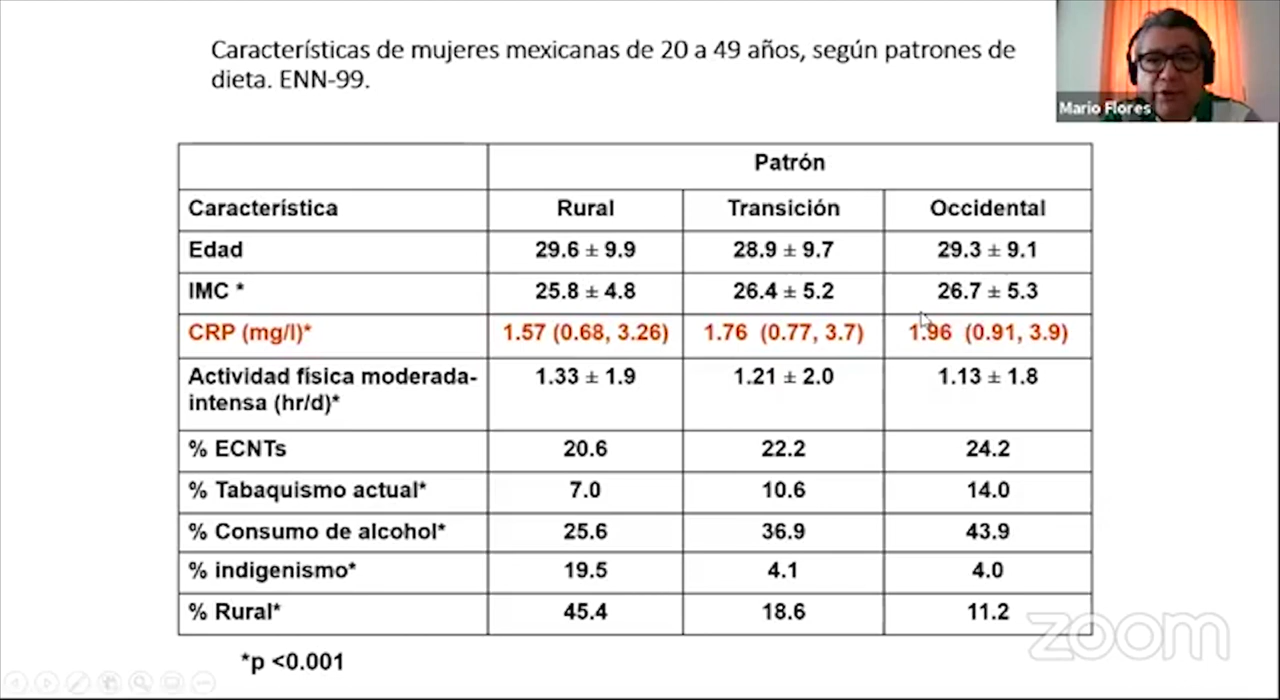 Características de mujeres mexicanas de 20 a 49 años, según patrones de
dieta. ENN-99.
Mario Flores
Patrón
Característica Rural Transición Occidental
Edad 29.6 ± 9.9 28.9 ± 9.7 29.3 ± 9.1
IMC * 25.8 ± 4.8 26.4 ± 5.2 26.7 ± 5.3
CRP (mg/l)* 1.57 (0.68, 3.26) 1.76 (0.77, 3.7) 1.96 (0.91, 3.9)
Actividad física moderada-
intensa (hr/d)* 1.33 ± 1.9 1.21 ± 2.0 1.13 ± 1.8
% ECNTs 20.6 22.2 24.2
% Tabaquismo actual* 7.0 10.6 14.0
% Consumo de alcohol* 25.6 36.9 43.9
% indigenismo* 19.5 4.1 4.0
% Rural* 45.4 18.6 11.2
*p <0.001
zoom